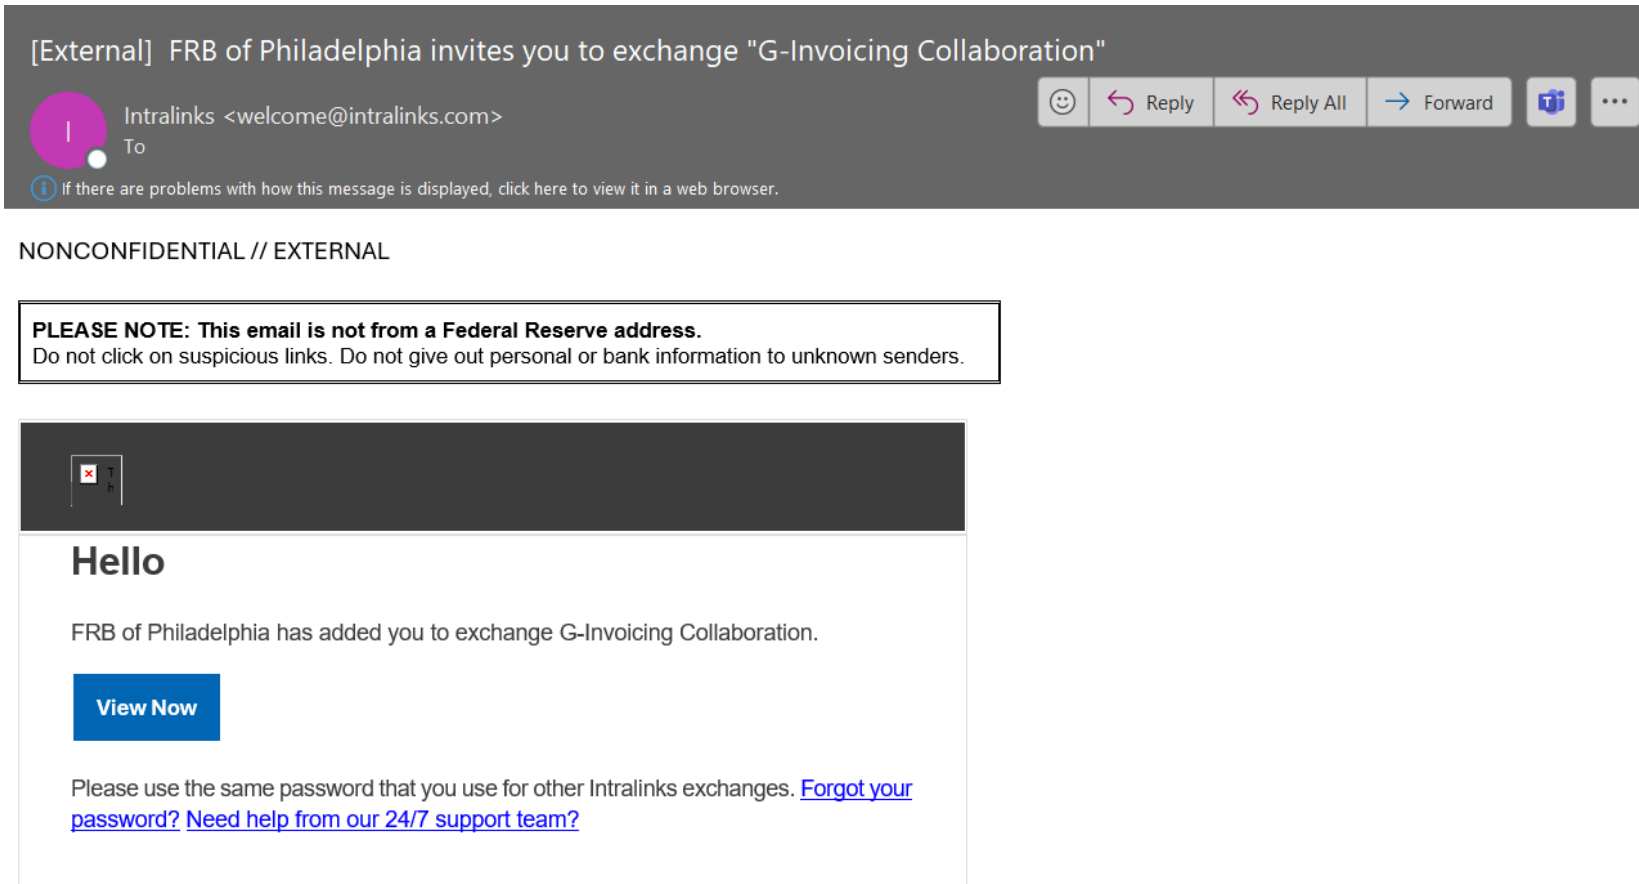 [External] FRB of Philadelphia invites you to exchange "G-Invoicing Collaboration"
I
Intralinks <welcome@intralinks.com>
To
Reply
Reply All
Forward
T
If there are problems with how this message is displayed, click here to view it in a web browser.
NONCONFIDENTIAL // EXTERNAL
PLEASE NOTE: This email is not from a Federal Reserve address.
Do not click on suspicious links. Do not give out personal or bank information to unknown senders.
T
h
Hello
FRB of Philadelphia has added you to exchange G-Invoicing Collaboration.
View Now
Please use the same password that you use for other Intralinks exchanges. Forgot your
password? Need help from our 24/7 support team?